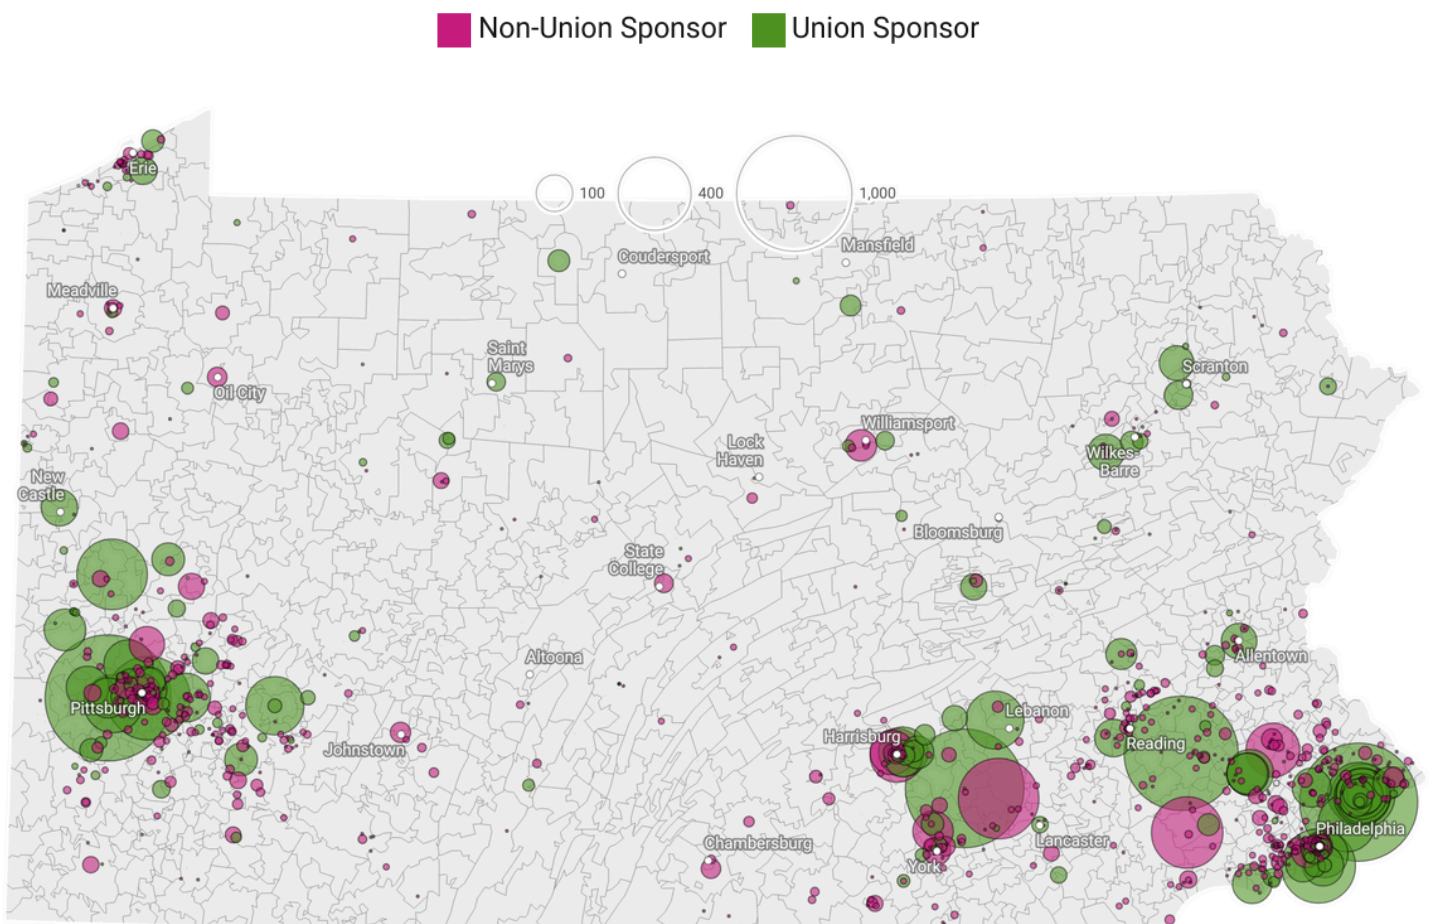 Non-Union Sponsor Union Sponsor
Erie
100 400 1,000
Mansfield
Coudersport
Meadville
Saint
Marys
Scranton
Oil City
Williamsport
Lock
Haven
Wilkes-
Barre
New
Castle
Bloomsburg
State
College
Altoona
Allentown
Pittsburgh
Lebanon
Harrisburg
Reading
Johnstown
Philadelphia
Chambersburg
Lancaster
York